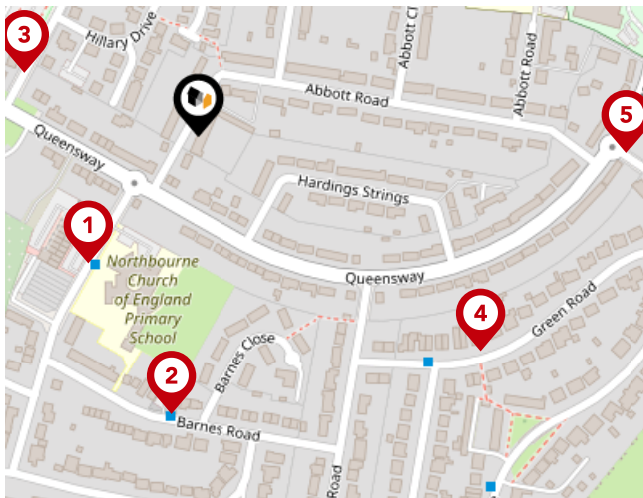 3
Hillary Drive
Abbott Cl
Abbott Road
Abbott Road
5
Queensway
Hardings Strings
1
Northbourne
Church
of England
Primary
School
Queensway
4
Green Road
2
Barnes Close
Barnes Road
Road